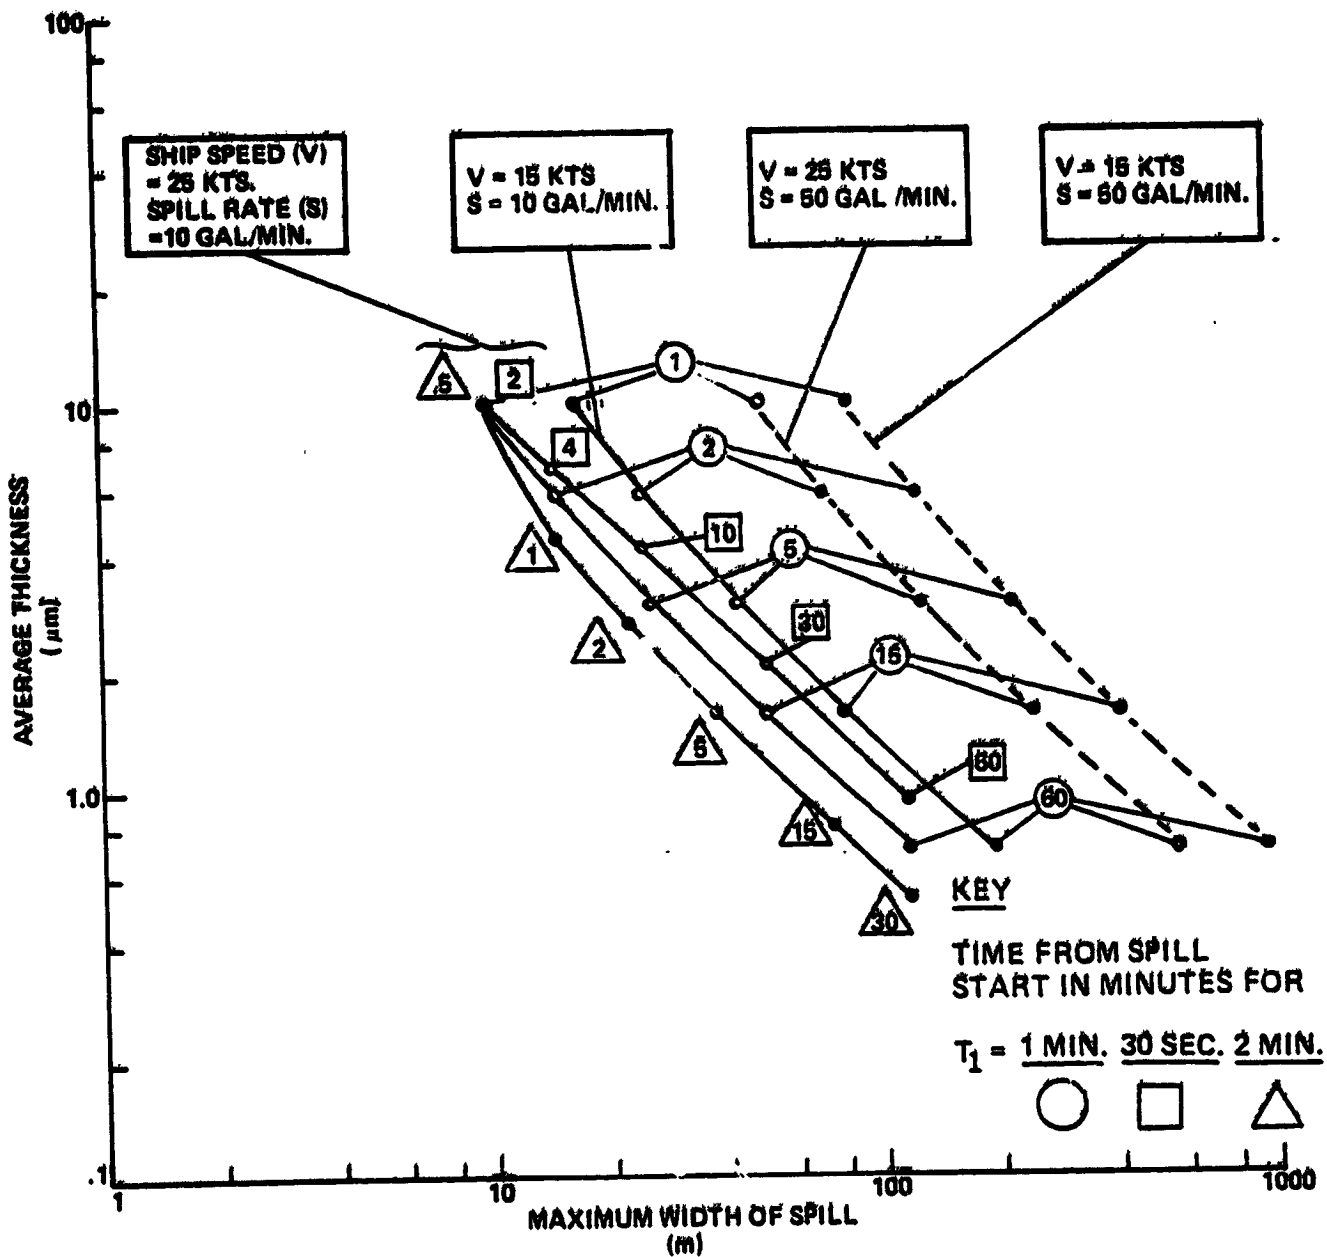 100
SHIP SPEED (V)
= 25 KTS.
SPILL RATE (S)
=10 GAL/MIN.
V = 15 KTS
S = 10 GAL/MIN.
V = 25 KTS
S = 50 GAL /MIN.
V = 15 KTS
S = 50 GAL/MIN.
2
1
10
4
2
10
5
1
30
2
15
5
60
1.0
60
15
30
AVERAGE THICKNESS
(μm)
KEY
TIME FROM SPILL
START IN MINUTES FOR
T1 = 1 MIN. 30 SEC. 2 MIN.
.1
1
10
100
1000
MAXIMUM WIDTH OF SPILL
(m)